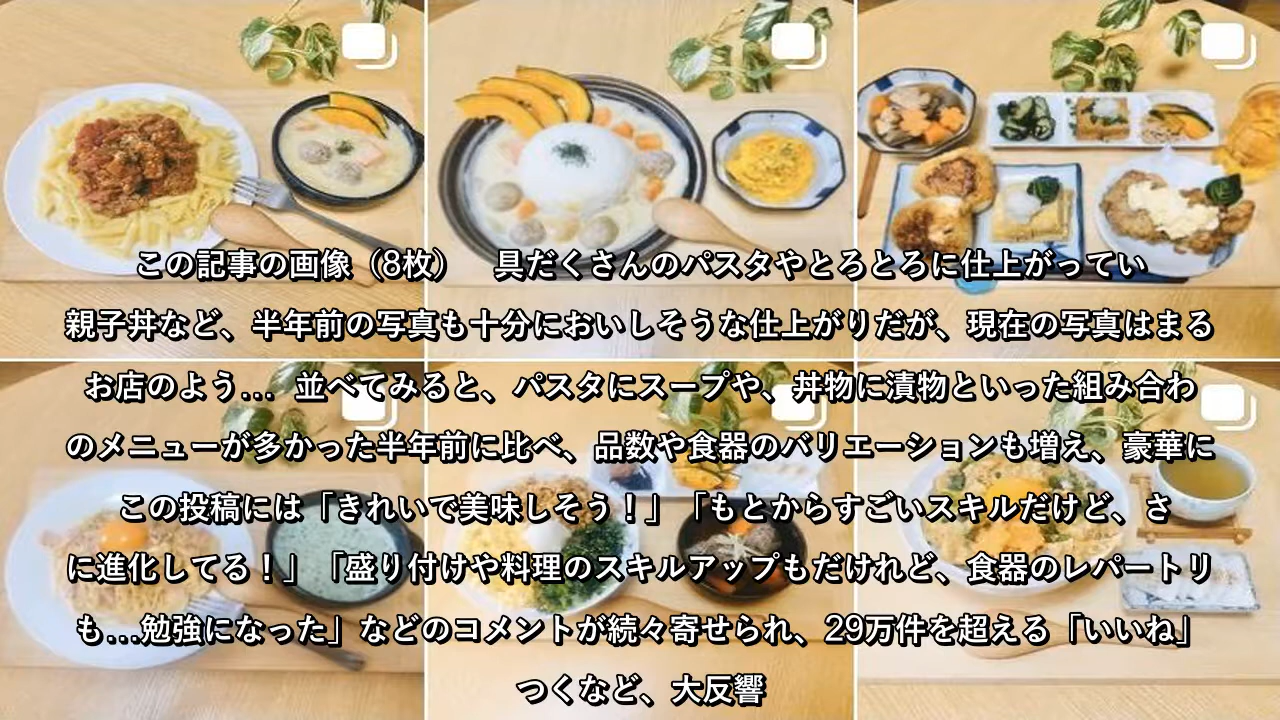 この記事の画像（8枚）　具だくさんのパスタやとろとろに仕上がってい
親子丼など、半年前の写真も十分においしそうな仕上がりだが、現在の写真はまる
お店のよう…　並べてみると、パスタにスープや、丼物に漬物といった組み合わ
のメニューが多かった半年前に比べ、品数や食器のバリエーションも増え、豪華に
この投稿には「きれいで美味しそう！」「もとからすごいスキルだけど、さ
に進化してる！」「盛り付けや料理のスキルアップもだけれど、食器のレパートリ
も…勉強になった」などのコメントが続々寄せられ、29万件を超える「いいね」
つくなど、大反響